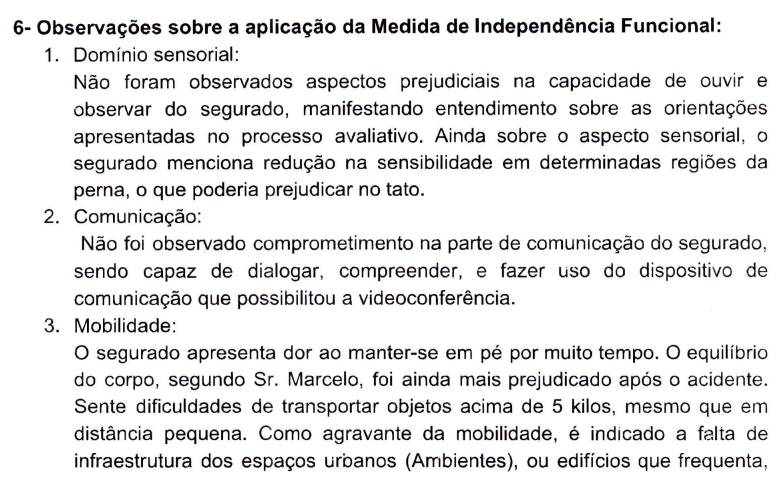 6- Observações sobre a aplicação da Medida de Independência Funcional:
1. Domínio sensorial:
Não foram observados aspectos prejudiciais na capacidade de ouvir e
observar do segurado, manifestando entendimento sobre as orientações
apresentadas no processo avaliativo. Ainda sobre o aspecto sensorial, o
segurado menciona redução na sensibilidade em determinadas regiões da
perna, o que poderia prejudicar no tato.
2. Comunicação:
Não foi observado comprometimento na parte de comunicação do segurado,
sendo capaz de dialogar, compreender, e fazer uso do dispositivo de
comunicação que possibilitou a videoconferência.
3. Mobilidade:
O segurado apresenta dor ao manter-se em pé por muito tempo. O equilíbrio
do corpo, segundo Sr. Marcelo, foi ainda mais prejudicado após o acidente.
Sente dificuldades de transportar objetos acima de 5 kilos, mesmo que em
distância pequena. Como agravante da mobilidade, é indicado a falta de
infraestrutura dos espaços urbanos (Ambientes), ou edifícios que frequenta,